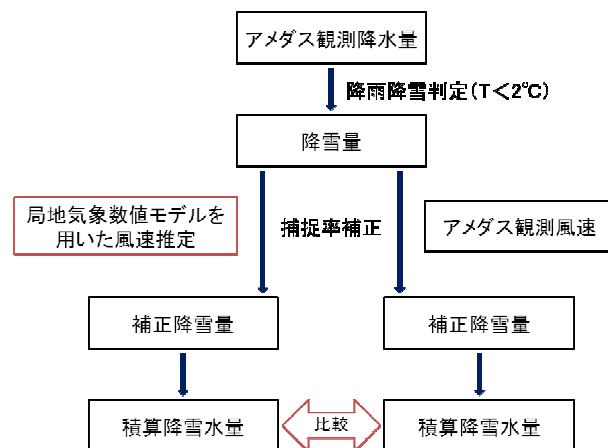 アメダス観測降水量
降雨降雪判定(T<2℃)
降雪量
局地気象数値モデルを
用いた風速推定
捕捉率補正
アメダス観測風速
補正降雪量
補正降雪量
積算降雪水量
比較
積算降雪水量